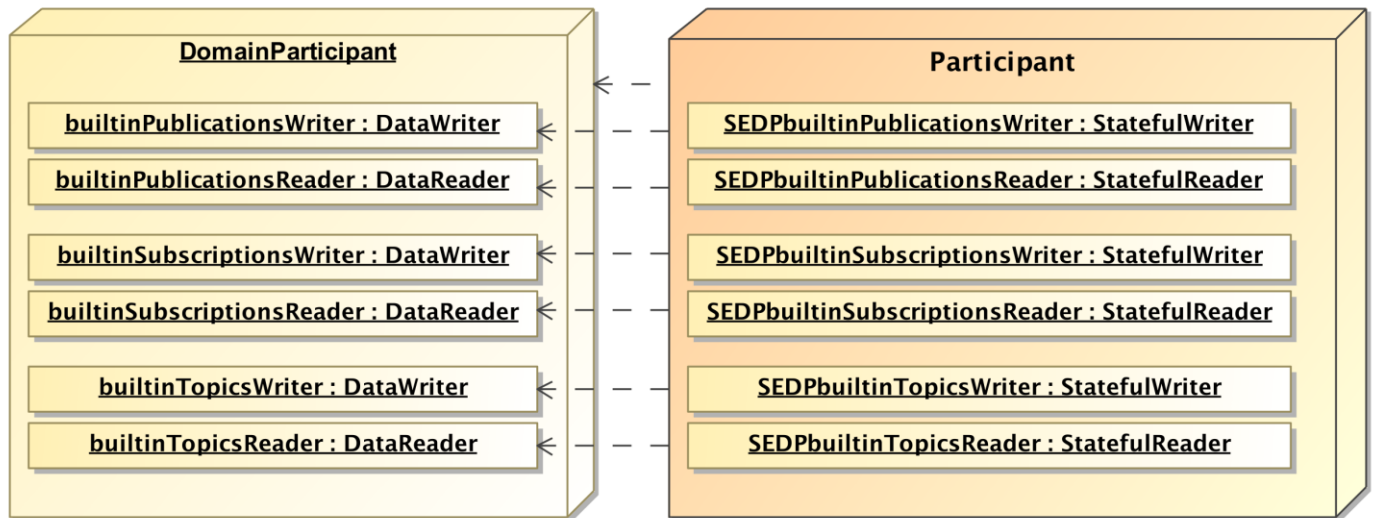 DomainParticipant
builtinPublicationsWriter : DataWriter
builtinPublicationsReader : DataReader
builtinSubscriptionsWriter : DataWriter
builtinSubscriptionsReader : DataReader
builtinTopicsWriter : DataWriter
builtinTopicsReader : DataReader
Participant
SEDPbuiltinPublicationsWriter : StatefulWriter
SEDPbuiltinPublicationsReader : StatefulReader
SEDPbuiltinSubscriptionsWriter : StatefulWriter
SEDPbuiltinSubscriptionsReader : StatefulReader
SEDPbuiltinTopicsWriter : StatefulWriter
SEDPbuiltinTopicsReader : StatefulReader